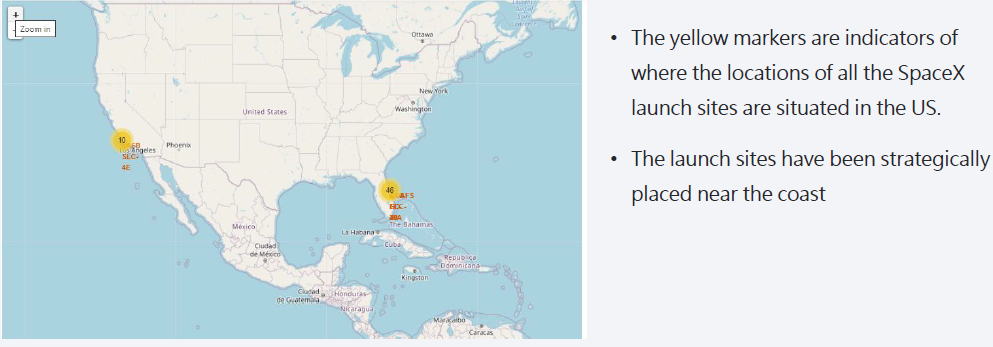 +
Zoom in
Ottawa
New York
Washington
United States
10
Los Angeles
Phoenix
SLC-
4E
46
AFS
The Bahamas
La Habana
Cuba
México
Ciudad
de México
República
Dominicana
Kingston
Ciudad
de Guatemala
Honduras
Nicaragua
Maracaibo
Caracas
• The yellow markers are indicators of
where the locations of all the SpaceX
launch sites are situated in the US.
• The launch sites have been strategically
placed near the coast